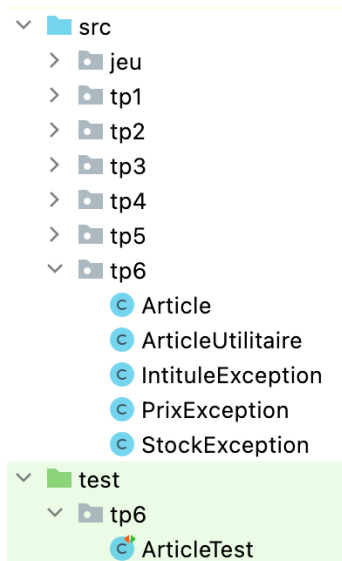 src
jeu
tp1
tp2
tp3
tp4
tp5
tp6
C Article
C ArticleUtilitaire
C IntituleException
C PrixException
C StockException
test
tp6
C ArticleTest